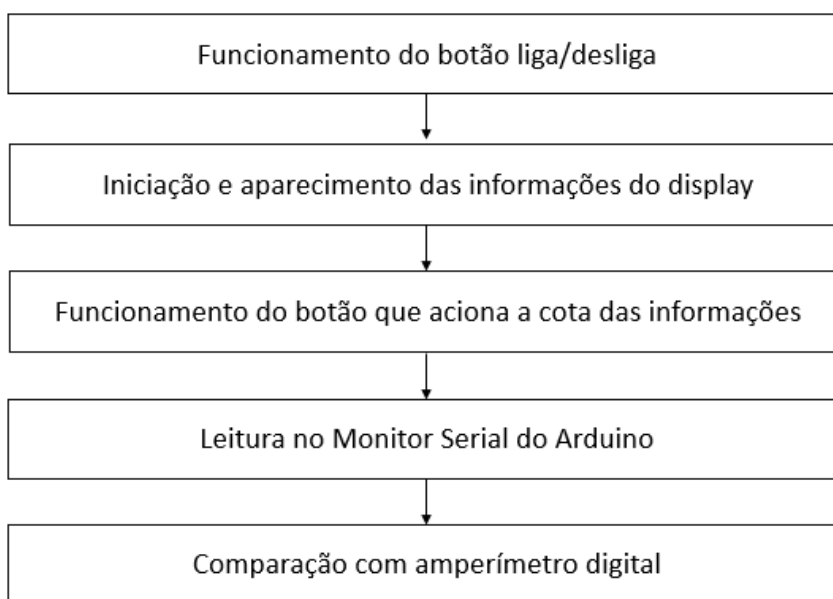 Funcionamento do botão liga/desliga
Iniciação e aparecimento das informações do display
Funcionamento do botão que aciona a cota das informações
Leitura no Monitor Serial do Arduino
Comparação com amperímetro digital